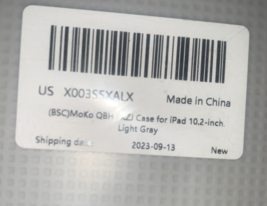 US X003SSXALX Made in China
(BSC)MoKo Case for iPad 10.2-inch,
Light Gray
Shipping 2023-09-13 New